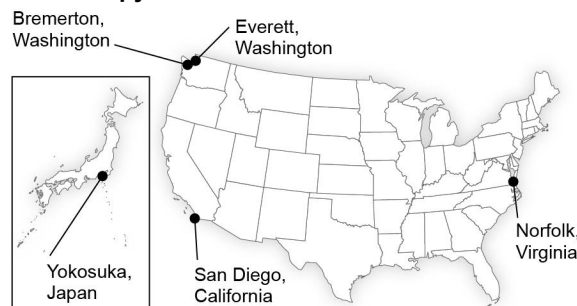 Bremerton,
Washington
Everett,
Washington
Yokosuka,
Japan
San Diego,
California
Norfolk,
Virginia